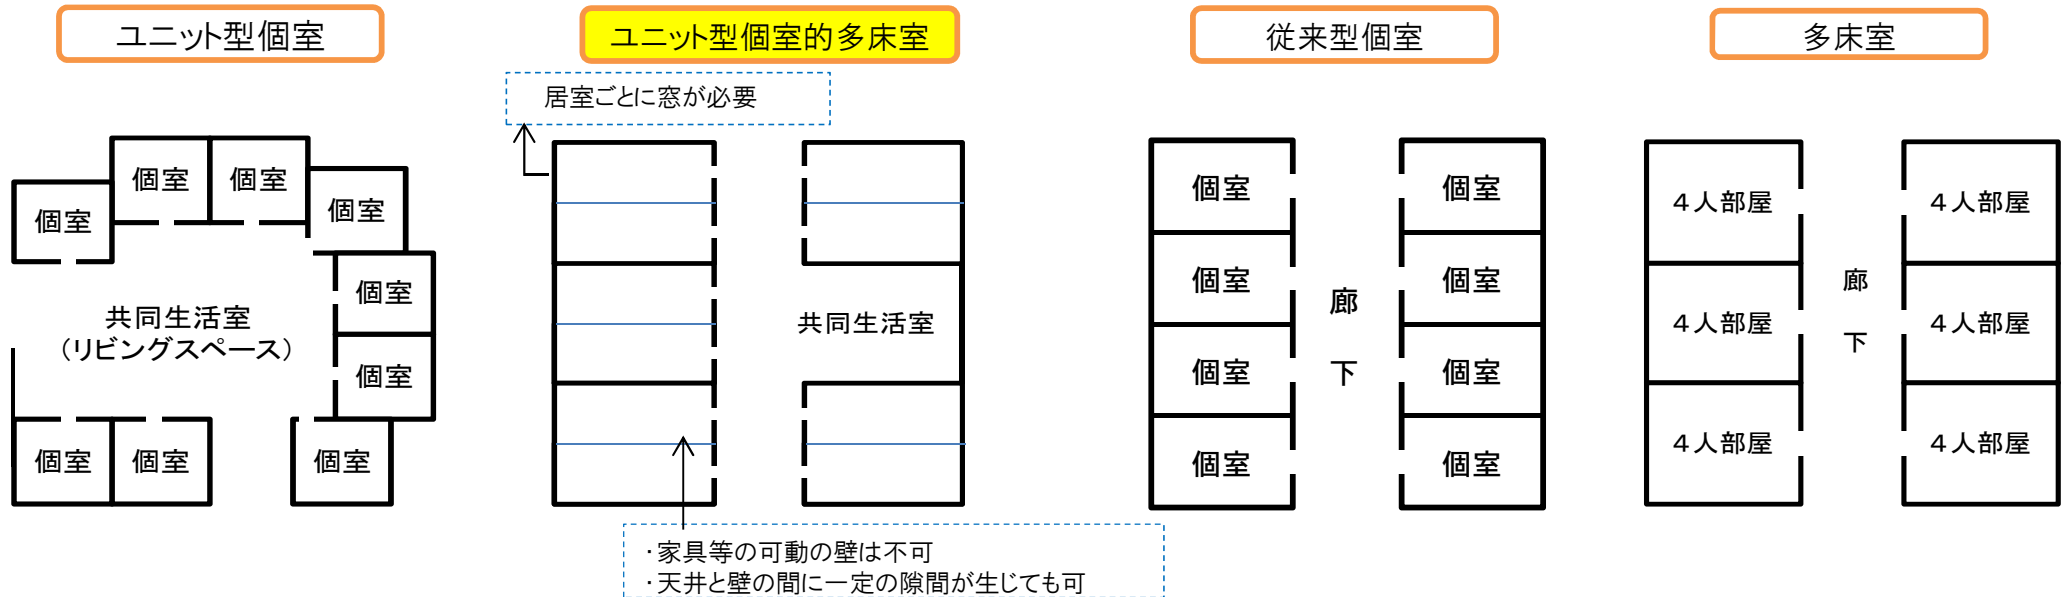 ユニット型個室
ユニット型個室的多床室
従来型個室
多床室
居室ごとに窓が必要
個室
個室
個室
個室
個室
個室
個室
個室
個室
共同生活室
(リビングスペース)
共同生活室
・家具等の可動の壁は不可
・天井と壁の間に一定の隙間が生じても可
個室
個室
個室
個室
個室
個室
個室
個室
廊
下
4人部屋
4人部屋
4人部屋
4人部屋
4人部屋
4人部屋
廊
下